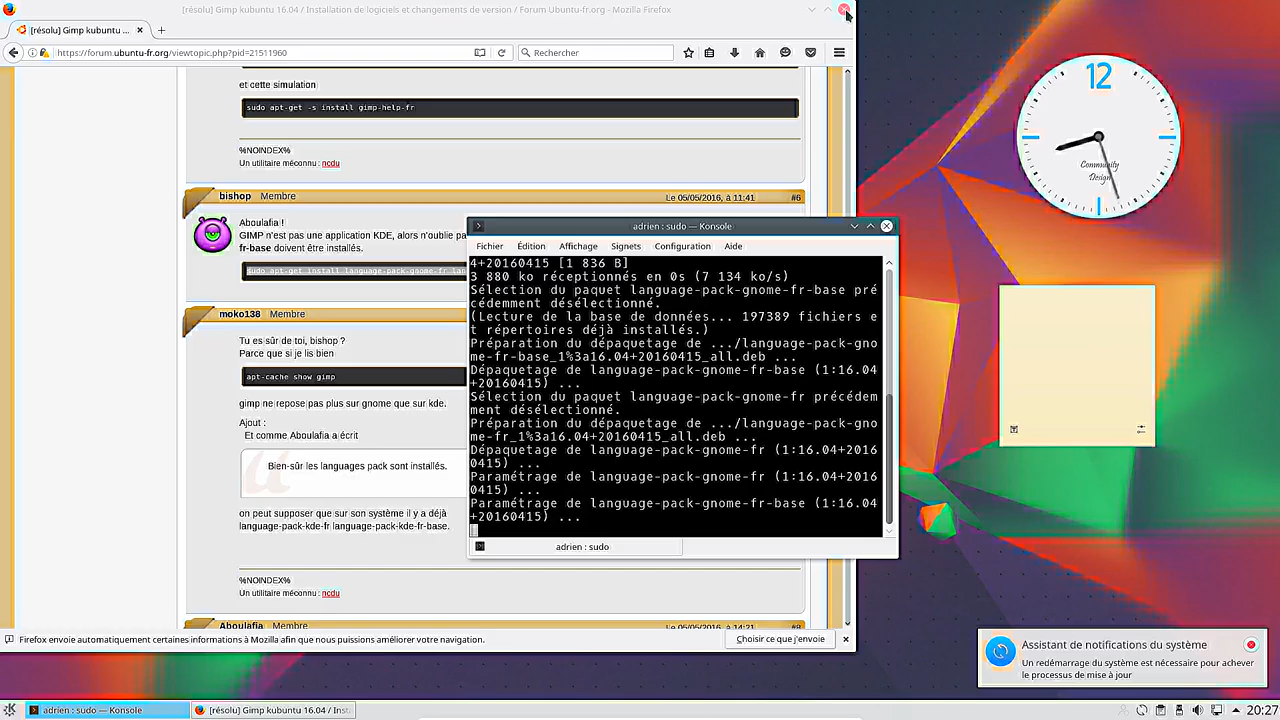 [résolu] Gimp kubuntu 16.04 / Installation de logiciels et changements de version / Forum Ubuntu-fr.org - Mozilla Firefox
[résolu] Gimp kubuntu ...
https://forum.ubuntu-fr.org/viewtopic.php?pid=21511960
Rechercher
et cette simulation
sudo apt-get -s install gimp-help-fr
%NOINDEX%
Un utilitaire méconnu : ncdu
bishop Membre
Le 05/05/2016, à 11:41
#6
Aboulafia !
GIMP n'est pas une application KDE, alors n'oublie pa
fr-base doivent être installés.
sudo apt-get install language-pack-gnome-fr lan
moko138 Membre
Tu es sûr de toi, bishop ?
Parce que si je lis bien
apt-cache show gimp
gimp ne repose pas plus sur gnome que sur kde.
Ajout :
Et comme Aboulafia a écrit
Bien-sûr les languages pack sont installés.
on peut supposer que sur son système il y a déjà
language-pack-kde-fr language-pack-kde-fr-base.
%NOINDEX%
Un utilitaire méconnu : ncdu
Aboulafia Membre
Le 05/05/2016, à 14:21
#8
Firefox envoie automatiquement certaines informations à Mozilla afin que nous puissions améliorer votre navigation.
Choisir ce que j'envoie
adrien : sudo — Konsole
Fichier Édition Affichage Signets Configuration Aide
4+20160415 [1 836 B]
3 880 ko réceptionnés en 0s (7 134 ko/s)
Sélection du paquet language-pack-gnome-fr-base pré
cédemment désélectionné.
(Lecture de la base de données... 197389 fichiers e
t répertoires déjà installés.)
Préparation du dépaquetage de .../language-pack-gno
me-fr-base_1%3a16.04+20160415_all.deb ...
Dépaquetage de language-pack-gnome-fr-base (1:16.04
+20160415) ...
Sélection du paquet language-pack-gnome-fr précédem
ment désélectionné.
Préparation du dépaquetage de .../language-pack-gno
me-fr_1%3a16.04+20160415_all.deb ...
Dépaquetage de language-pack-gnome-fr (1:16.04+2016
0415) ...
Paramétrage de language-pack-gnome-fr (1:16.04+2016
0415) ...
Paramétrage de language-pack-gnome-fr-base (1:16.04
+20160415) ...
adrien : sudo
12
Community
Design
Assistant de notifications du système
Un redémarrage du système est nécessaire pour achever
le processus de mise à jour
adrien : sudo — Konsole
[résolu] Gimp kubuntu 16.04 / Inst
20:27